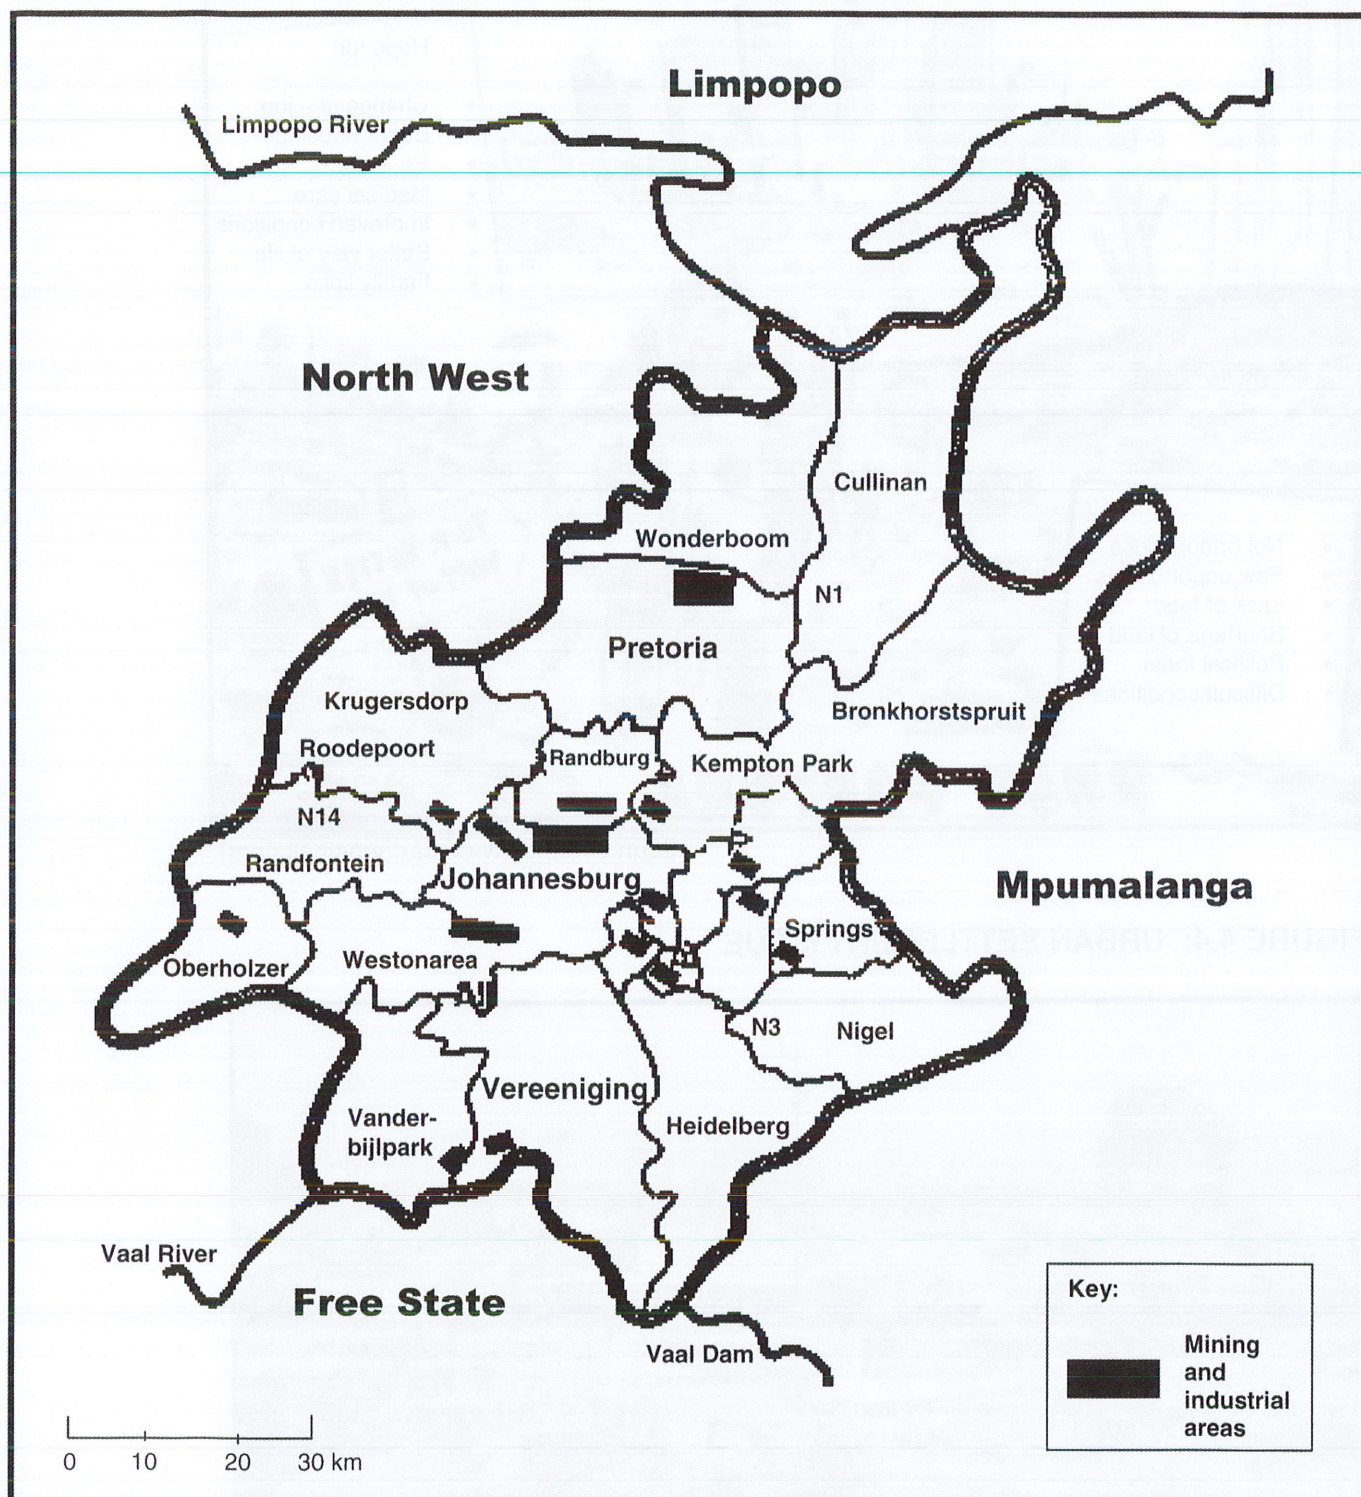 Limpopo
Limpopo River
North West
Cullinan
Wonderboom
N1
Pretoria
Krugersdorp
Bronkhorstspruit
Roodepoort
Randburg
Kempton Park
N14
Randfontein
Johannesburg
Mpumalanga
Springs
Oberholzer
Westonarea
N3
Nigel
Vereeniging
Vander-
bijlpark
Heidelberg
Vaal River
Free State
Vaal Dam
Key:
Mining
and
industrial
areas
0 10 20 30 km